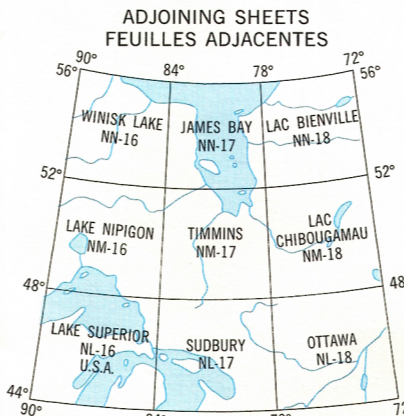 ADJOINING SHEETS
FEUILLES ADJACENTES
90° 84° 78° 72°
56° 56°
WINISK LAKE
NN-16
JAMES BAY
NN-17
LAC BIENVILLE
NN-18
52° 52°
LAKE NIPIGON
NM-16
TIMMINS
NM-17
LAC
CHIBOUGAMAU
NM-18
48° 48
LAKE SUPERIOR
NL-16
U.S.A.
SUDBURY
NL-17
OTTAWA
NL-18
44°
90°